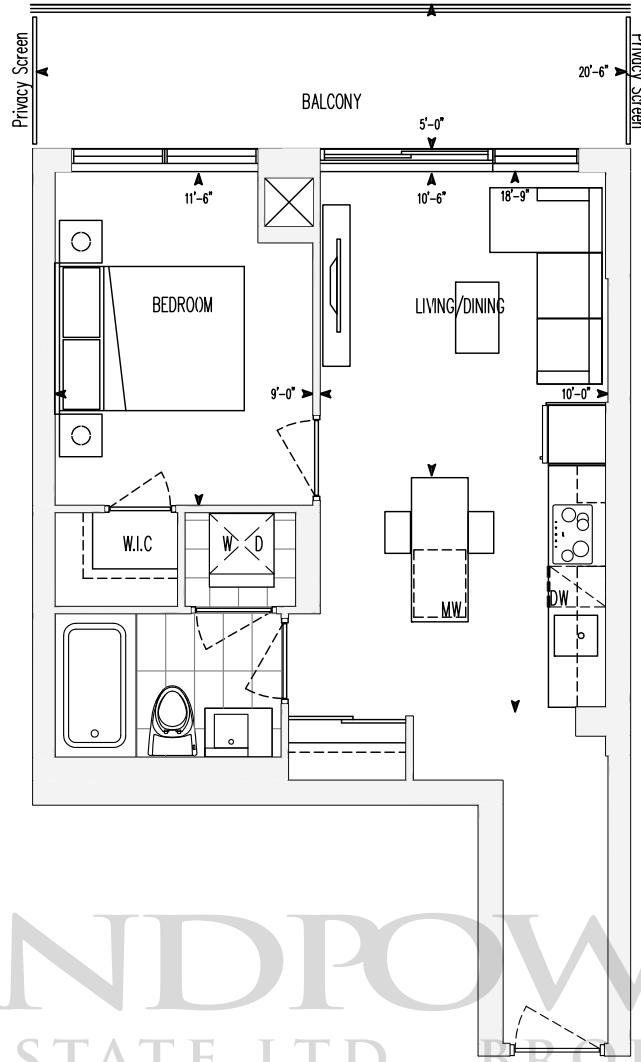 Privacy Screen
Privacy Screen
20'-6"
BALCONY
5'-0"
11'-6"
10'-6"
18'-9"
BEDROOM
LIVING/DINING
9'-0"
10'-0"
W.I.C
W D
DW
MW
NDPOW
STATE LTD. BRO